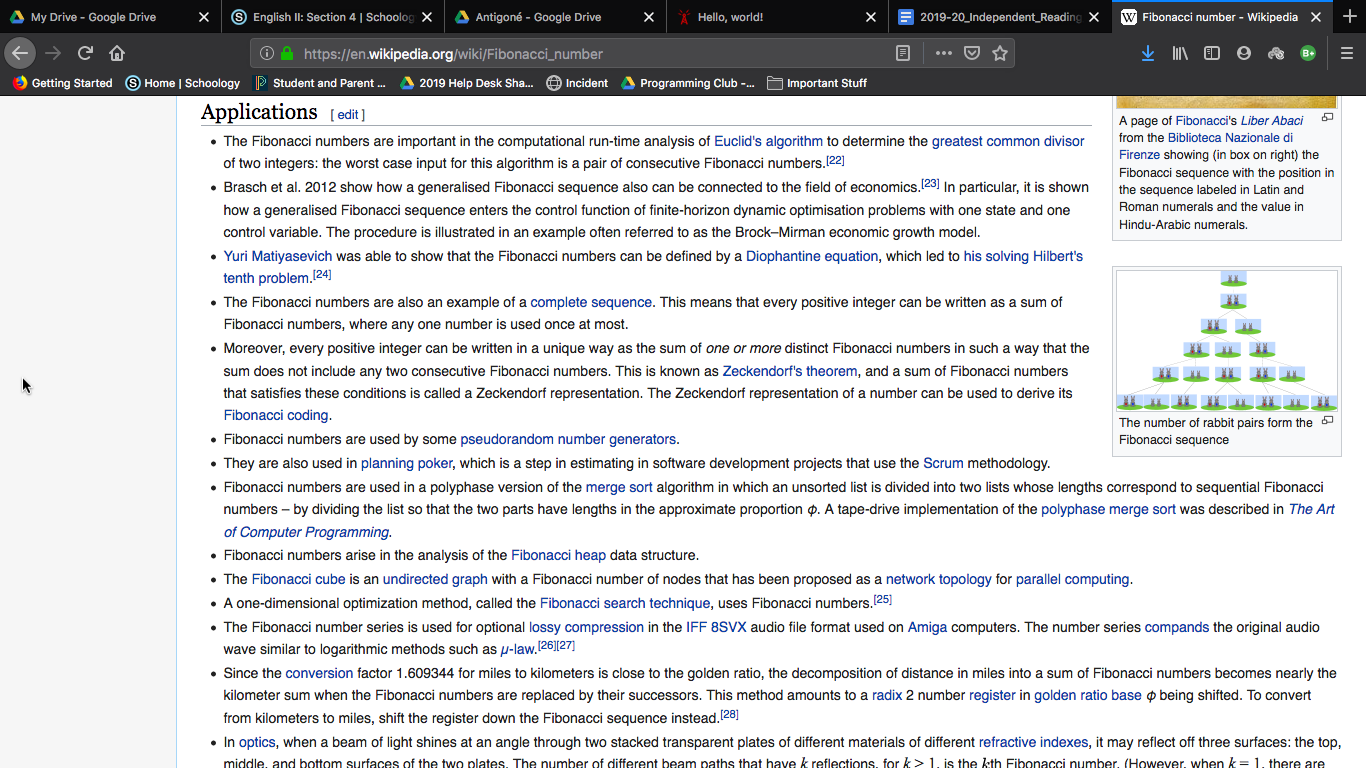 My Drive - Google Drive
English II: Section 4 | Schoolog
Antigoné - Google Drive
Hello, world!
2019-20_Independent_Reading
Fibonacci number - Wikipedia
https://en.wikipedia.org/wiki/Fibonacci_number
Getting Started
Home | Schoology
Student and Parent ...
2019 Help Desk Sha...
Incident
Programming Club -...
Important Stuff
Applications [ edit ]
• The Fibonacci numbers are important in the computational run-time analysis of Euclid's algorithm to determine the greatest common divisor
of two integers: the worst case input for this algorithm is a pair of consecutive Fibonacci numbers.[22]
• Brasch et al. 2012 show how a generalised Fibonacci sequence also can be connected to the field of economics.[23] In particular, it is shown
how a generalised Fibonacci sequence enters the control function of finite-horizon dynamic optimisation problems with one state and one
control variable. The procedure is illustrated in an example often referred to as the Brock–Mirman economic growth model.
• Yuri Matiyasevich was able to show that the Fibonacci numbers can be defined by a Diophantine equation, which led to his solving Hilbert's
tenth problem.[24]
• The Fibonacci numbers are also an example of a complete sequence. This means that every positive integer can be written as a sum of
Fibonacci numbers, where any one number is used once at most.
• Moreover, every positive integer can be written in a unique way as the sum of one or more distinct Fibonacci numbers in such a way that the
sum does not include any two consecutive Fibonacci numbers. This is known as Zeckendorf's theorem, and a sum of Fibonacci numbers
that satisfies these conditions is called a Zeckendorf representation. The Zeckendorf representation of a number can be used to derive its
Fibonacci coding.
• Fibonacci numbers are used by some pseudorandom number generators.
• They are also used in planning poker, which is a step in estimating in software development projects that use the Scrum methodology.
• Fibonacci numbers are used in a polyphase version of the merge sort algorithm in which an unsorted list is divided into two lists whose lengths correspond to sequential Fibonacci
numbers – by dividing the list so that the two parts have lengths in the approximate proportion φ. A tape-drive implementation of the polyphase merge sort was described in The Art
of Computer Programming.
• Fibonacci numbers arise in the analysis of the Fibonacci heap data structure.
• The Fibonacci cube is an undirected graph with a Fibonacci number of nodes that has been proposed as a network topology for parallel computing.
• A one-dimensional optimization method, called the Fibonacci search technique, uses Fibonacci numbers.[25]
• The Fibonacci number series is used for optional lossy compression in the IFF 8SVX audio file format used on Amiga computers. The number series compands the original audio
wave similar to logarithmic methods such as μ-law.[26][27]
• Since the conversion factor 1.609344 for miles to kilometers is close to the golden ratio, the decomposition of distance in miles into a sum of Fibonacci numbers becomes nearly the
kilometer sum when the Fibonacci numbers are replaced by their successors. This method amounts to a radix 2 number register in golden ratio base φ being shifted. To convert
from kilometers to miles, shift the register down the Fibonacci sequence instead.[28]
• In optics, when a beam of light shines at an angle through two stacked transparent plates of different materials of different refractive indexes, it may reflect off three surfaces: the top,
middle, and bottom surfaces of the two plates. The number of different beam paths that have k reflections, for k > 1, is the kth Fibonacci number. (However, when k = 1, there are
A page of Fibonacci's Liber Abaci
from the Biblioteca Nazionale di
Firenze showing (in box on right) the
Fibonacci sequence with the position in
the sequence labeled in Latin and
Roman numerals and the value in
Hindu-Arabic numerals.
The number of rabbit pairs form the
Fibonacci sequence